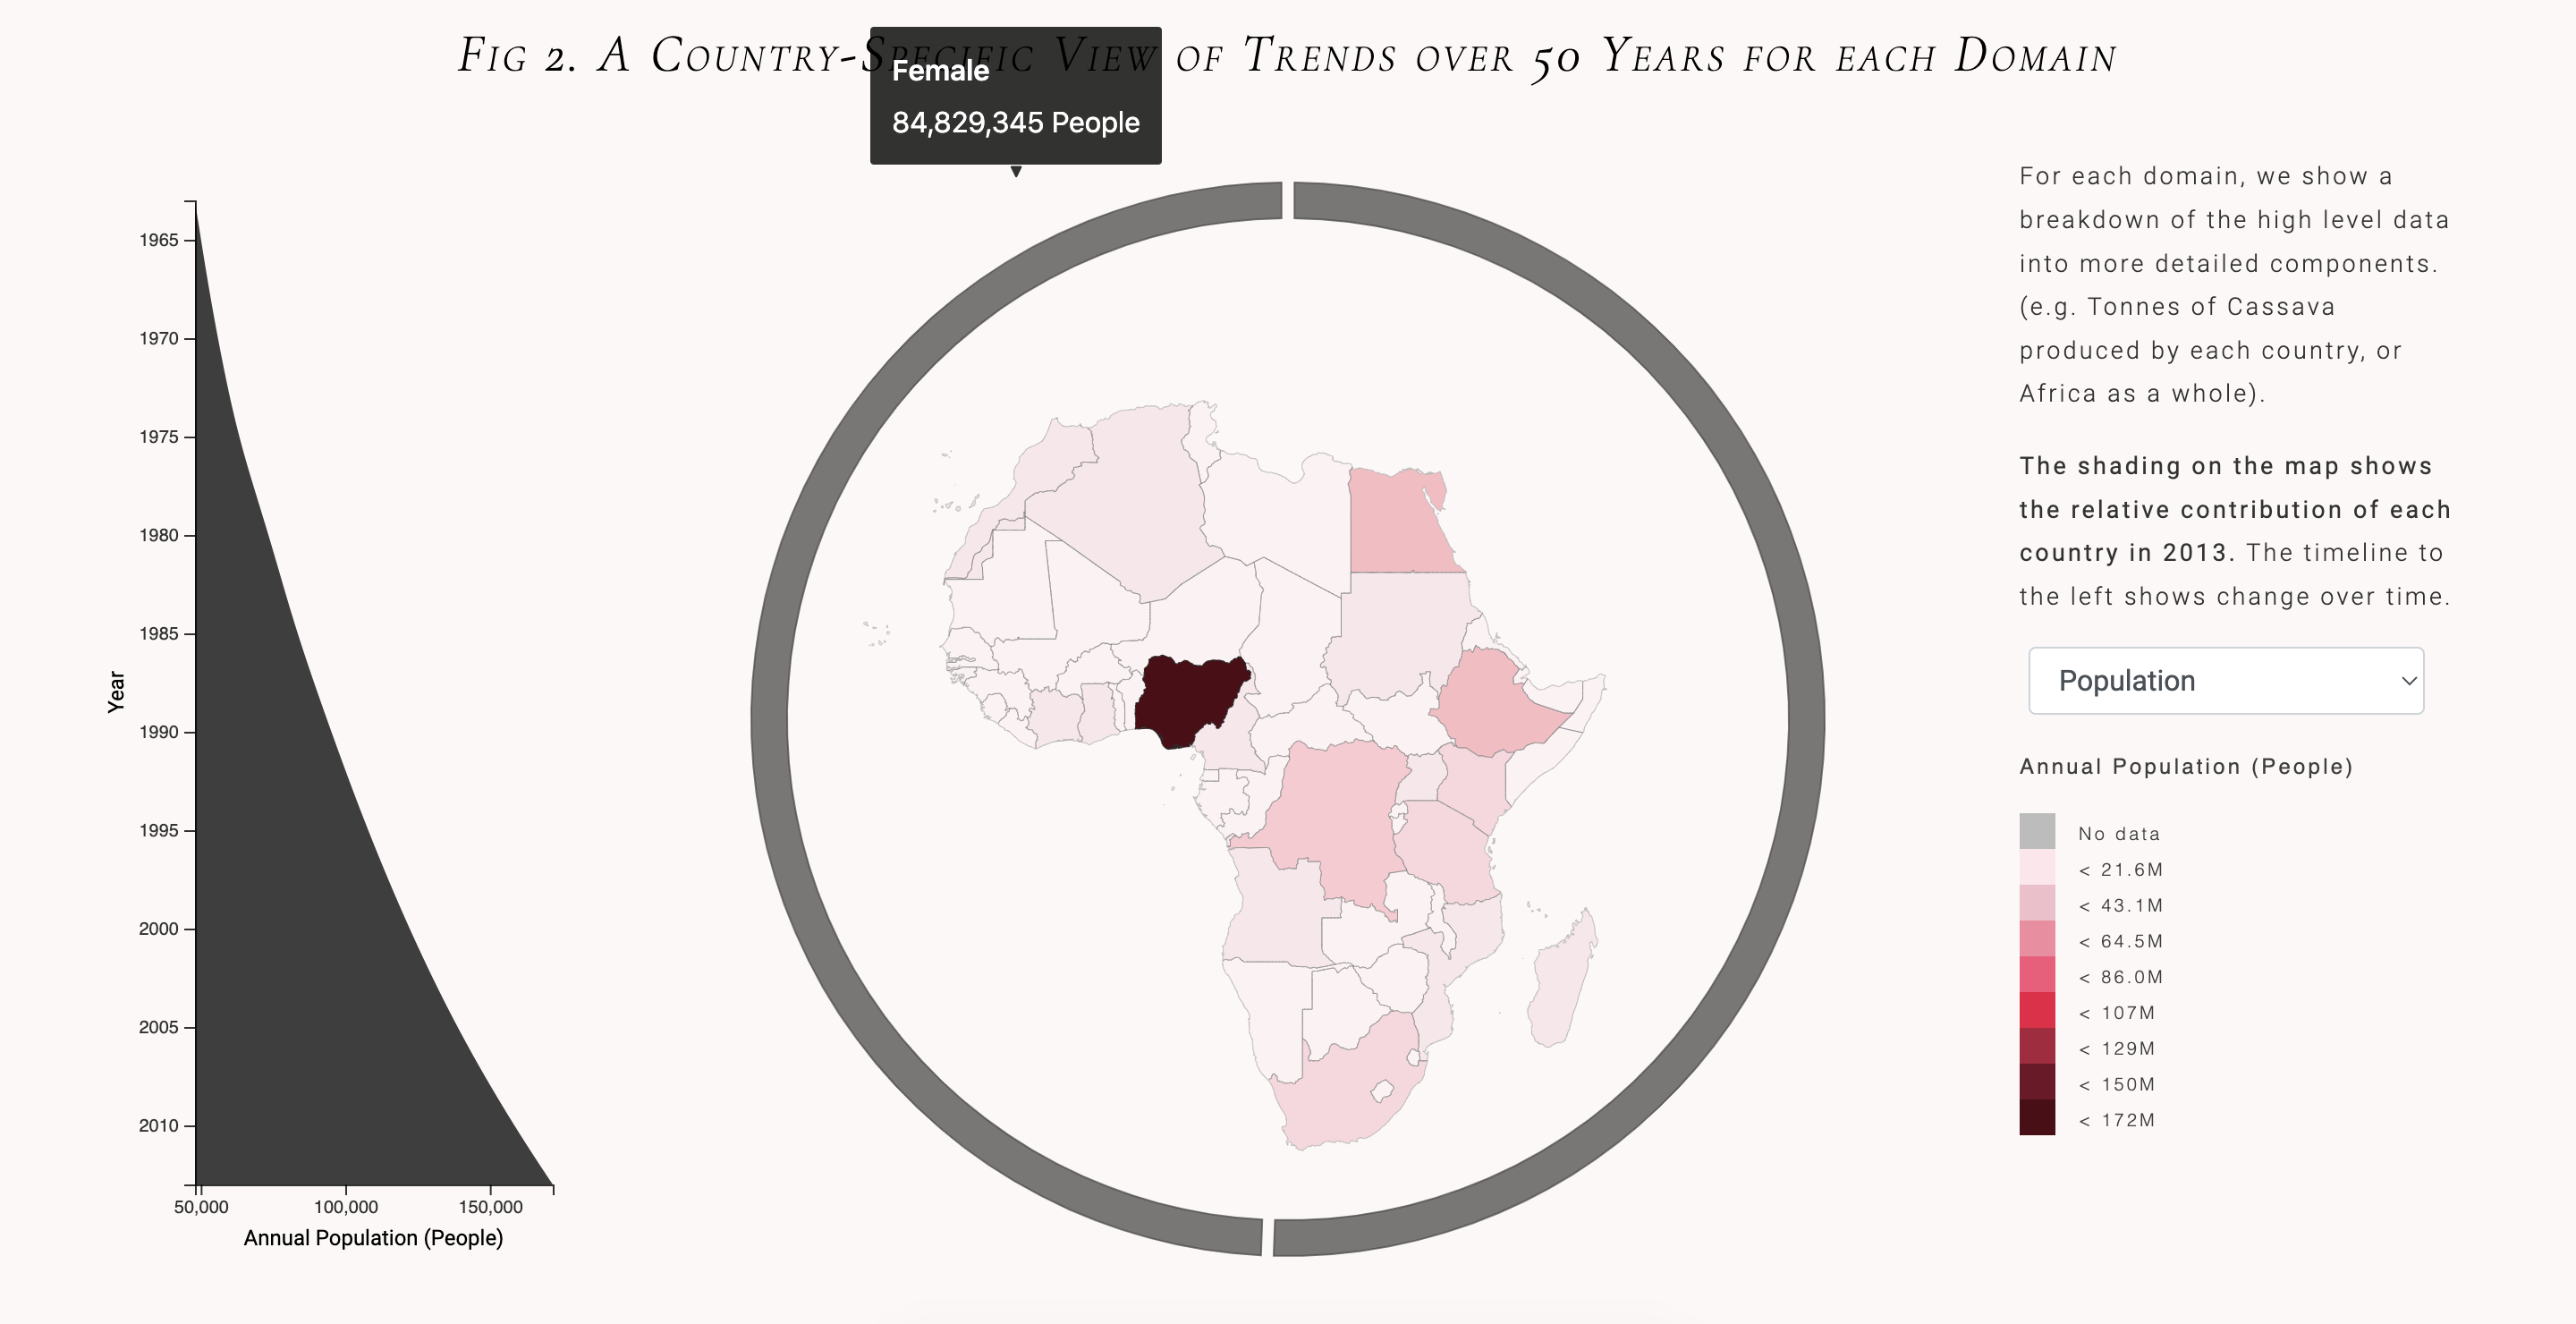 Fig 2. A Country-Specific View of Trends over 50 Years for each Domain
Female
84,829,345 People
1965
1970
1975
1980
1985
1990
1995
2000
2005
2010
Year
50,000
100,000
150,000
Annual Population (People)
For each domain, we show a
breakdown of the high level data
into more detailed components.
(e.g. Tonnes of Cassava
produced by each country, or
Africa as a whole).
The shading on the map shows
the relative contribution of each
country in 2013. The timeline to
the left shows change over time.
Population
Annual Population (People)
No data
< 21.6M
< 43.1M
< 64.5M
< 86.0M
< 107M
< 129M
< 150M
< 172M